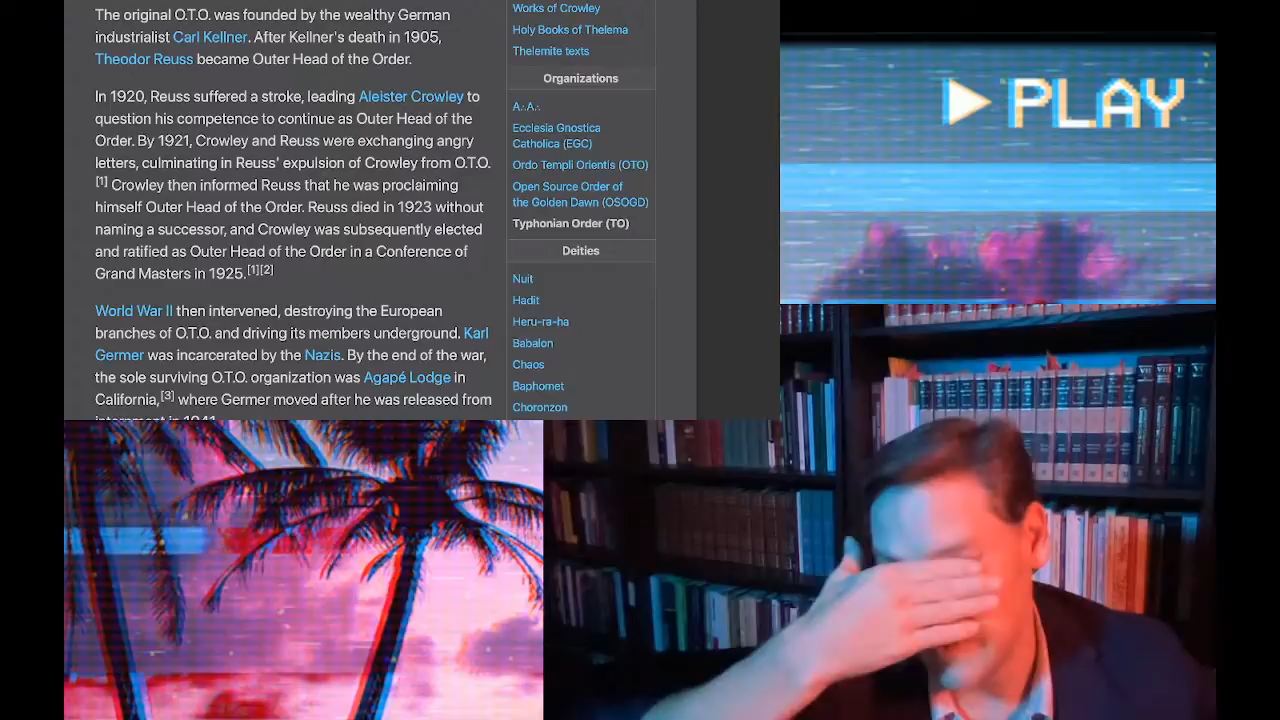 The original O.T.O. was founded by the wealthy German
industrialist Carl Kellner. After Kellner's death in 1905,
Theodor Reuss became Outer Head of the Order.
In 1920, Reuss suffered a stroke, leading Aleister Crowley to
question his competence to continue as Outer Head of the
Order. By 1921, Crowley and Reuss were exchanging angry
letters, culminating in Reuss' expulsion of Crowley from O.T.O.
[1] Crowley then informed Reuss that he was proclaiming
himself Outer Head of the Order. Reuss died in 1923 without
naming a successor, and Crowley was subsequently elected
and ratified as Outer Head of the Order in a Conference of
Grand Masters in 1925.[1][2]
World War II then intervened, destroying the European
branches of O.T.O. and driving its members underground. Karl
Germer was incarcerated by the Nazis. By the end of the war,
the sole surviving O.T.O. organization was Agapé Lodge in
California,[3] where Germer moved after he was released from
internment in 1941.
Works of Crowley
Holy Books of Thelema
Thelemite texts
Organizations
A∴A∴
Ecclesia Gnostica
Catholica (EGC)
Ordo Templi Orientis (OTO)
Open Source Order of
the Golden Dawn (OSOGD)
Typhonian Order (TO)
Deities
Nuit
Hadit
Heru-ra-ha
Babalon
Chaos
Baphomet
Choronzon
PLAY